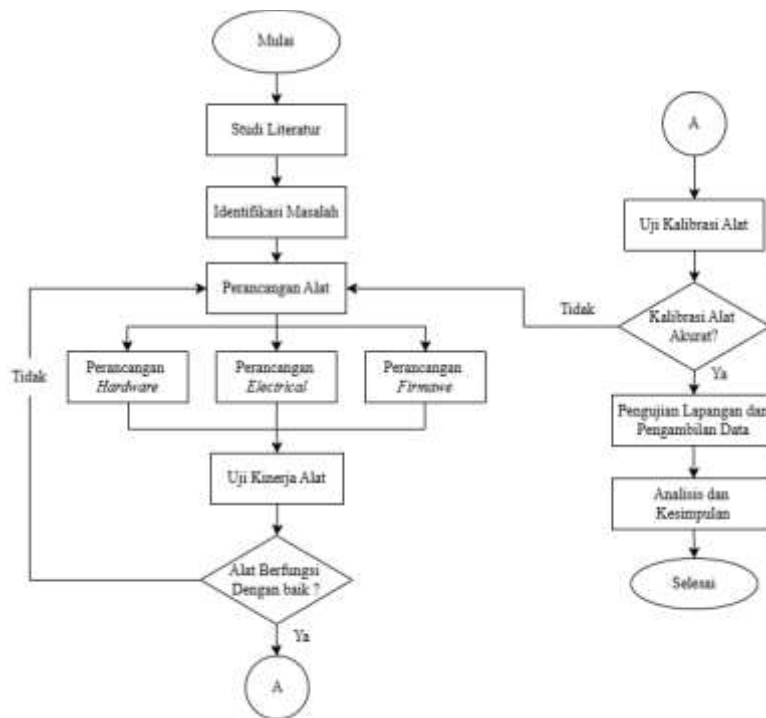 Mulai
Studi Literatur
Identifikasi Masalah
Perancangan Alat
Tidak
Perancangan
Hardware
Perancangan
Electrical
Perancangan
Firmawe
Uji Kinerja Alat
Alat Berfungsi
Dengan baik ?
Ya
A
A
Uji Kalibrasi Alat
Kalibrasi Alat
Akurat?
Tidak
Ya
Pengujian Lapangan dan
Pengambilan Data
Analisis dan
Kesimpulan
Selesai